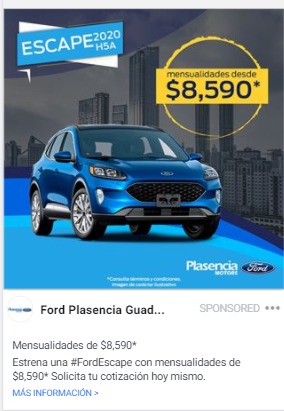 ESCAPE 2020
H5A
mensualidades desde
$8,590*
*Consulta términos y condiciones.
Imagen de carácter ilustrativo
Plasencia
MOTORS
Ford
Ford Plasencia Guad...
SPONSORED
Mensualidades de $8,590*
Estrena una #FordEscape con mensualidades de
$8,590* Solicita tu cotización hoy mismo.
MÁS INFORMACIÓN >